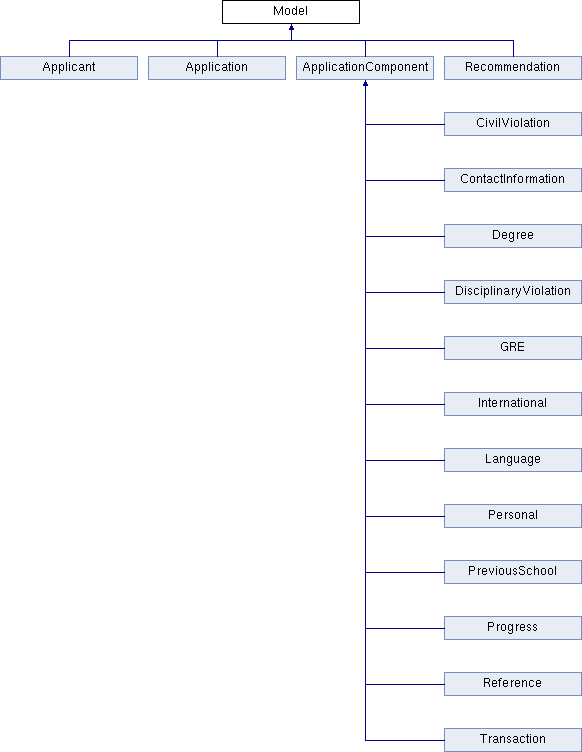 Model
Applicant
Application
ApplicationComponent
Recommendation
CivilViolation
ContactInformation
Degree
DisciplinaryViolation
GRE
International
Language
Personal
PreviousSchool
Progress
Reference
Transaction